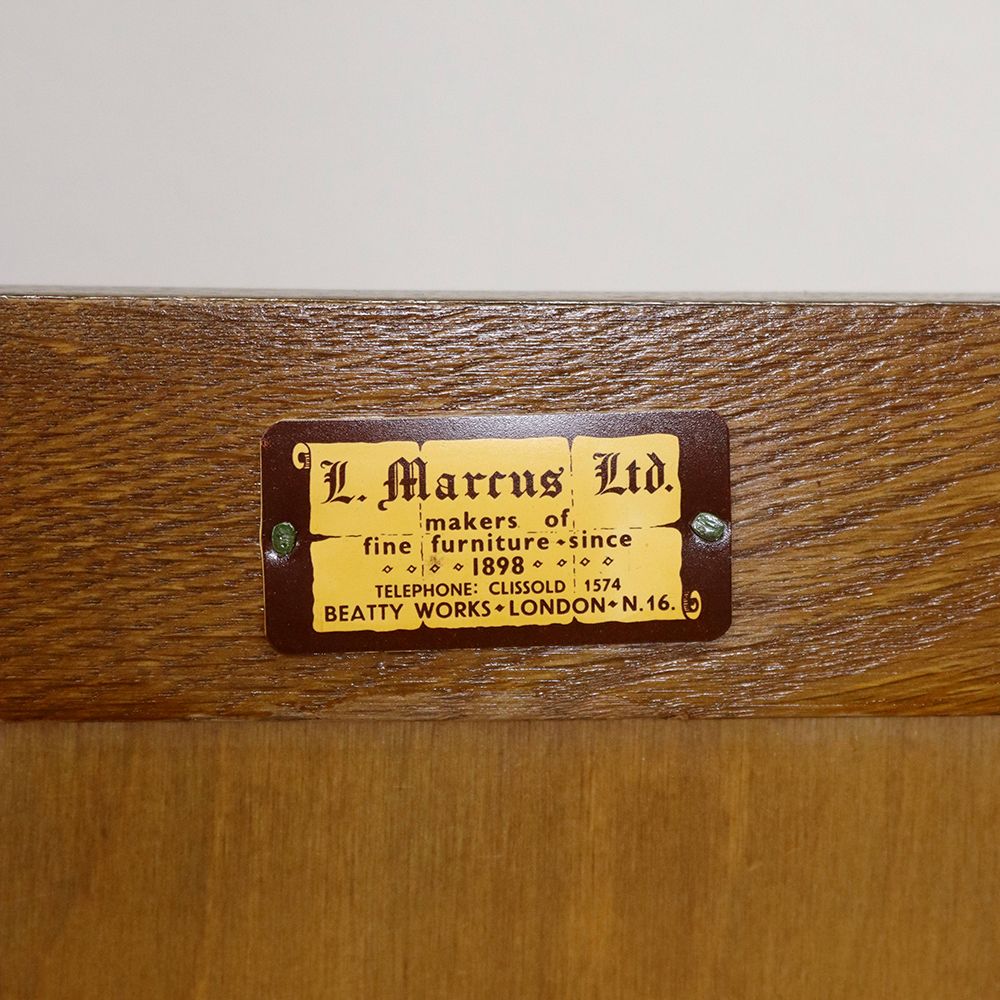 L. Marcus Ltd.
makers of
fine furniture • since
◇ ◇ ◇ ◇ 1898 ◇ ◇ ◇ ◇
TELEPHONE: CLISSOLD 1574
BEATTY WORKS • LONDON • N.16.